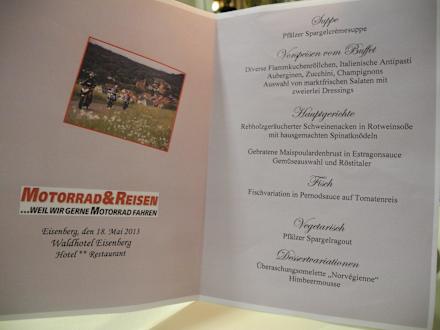 MOTORRAD&REISEN
...WEIL WIR GERNE MOTORRAD FAHREN
Eisenberg, den 18. Mai 2013
Waldhotel Eisenberg
Hotel ** Restaurant
Suppe
Pfälzer Spargelcrèmesuppe
Vorspeisen vom Buffet
Diverse Flammkuchenröllchen, Italienische Antipasti
Auberginen, Zucchini, Champignons
Auswahl von marktfrischen Salaten mit
zweierlei Dressings
Hauptgerichte
Rebholzgeräucherter Schweinenacken in Rotweinsoße
mit hausgemachten Spinatknödeln
Gebratene Maispoulardenbrust in Estragonsauce
Gemüseauswahl und Röstitaler
Fisch
Fischvariation in Pernodsauce auf Tomatenreis
Vegetarisch
Pfälzer Spargelragout
Dessertvariationen
Überaschungsomelette „Norvégienne"
Himbeermousse